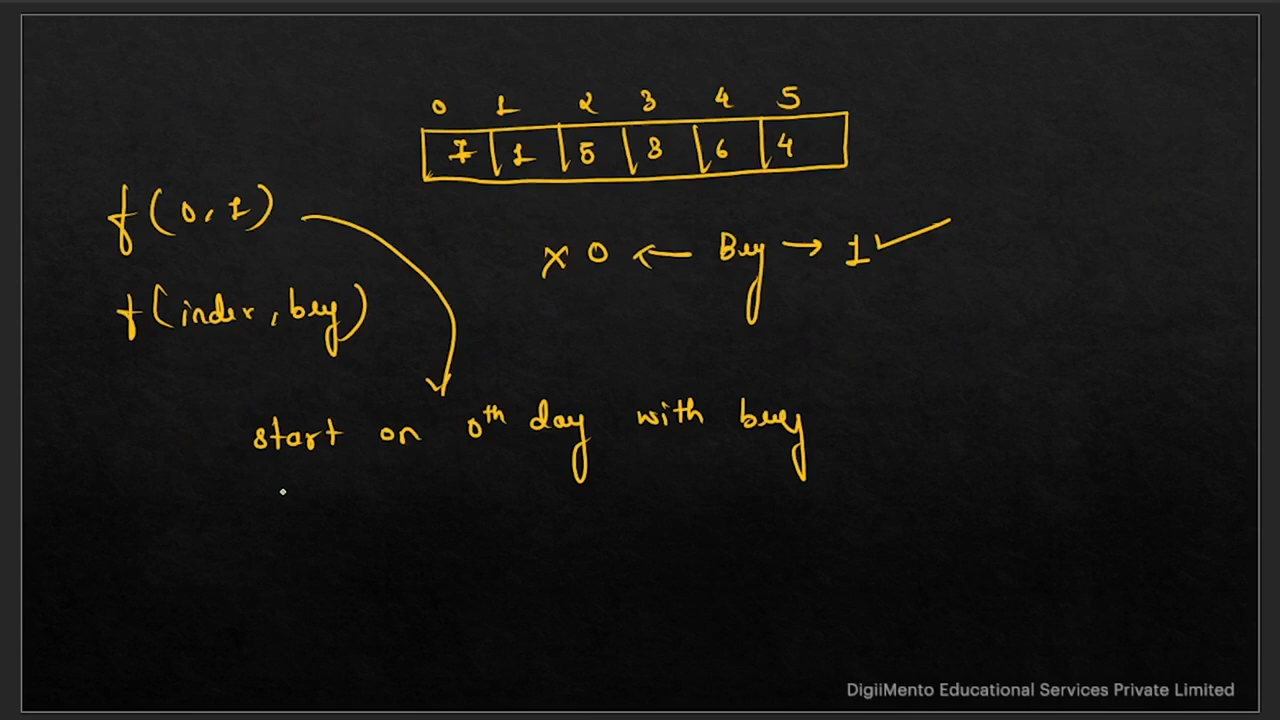 0 1 2 3 4 5
7 1 5 3 6 4
f(0,1)
x 0 ← Buy → 1 ✓
f(index, buy)
start on 0th day with buy
DigiiMento Educational Services Private Limited